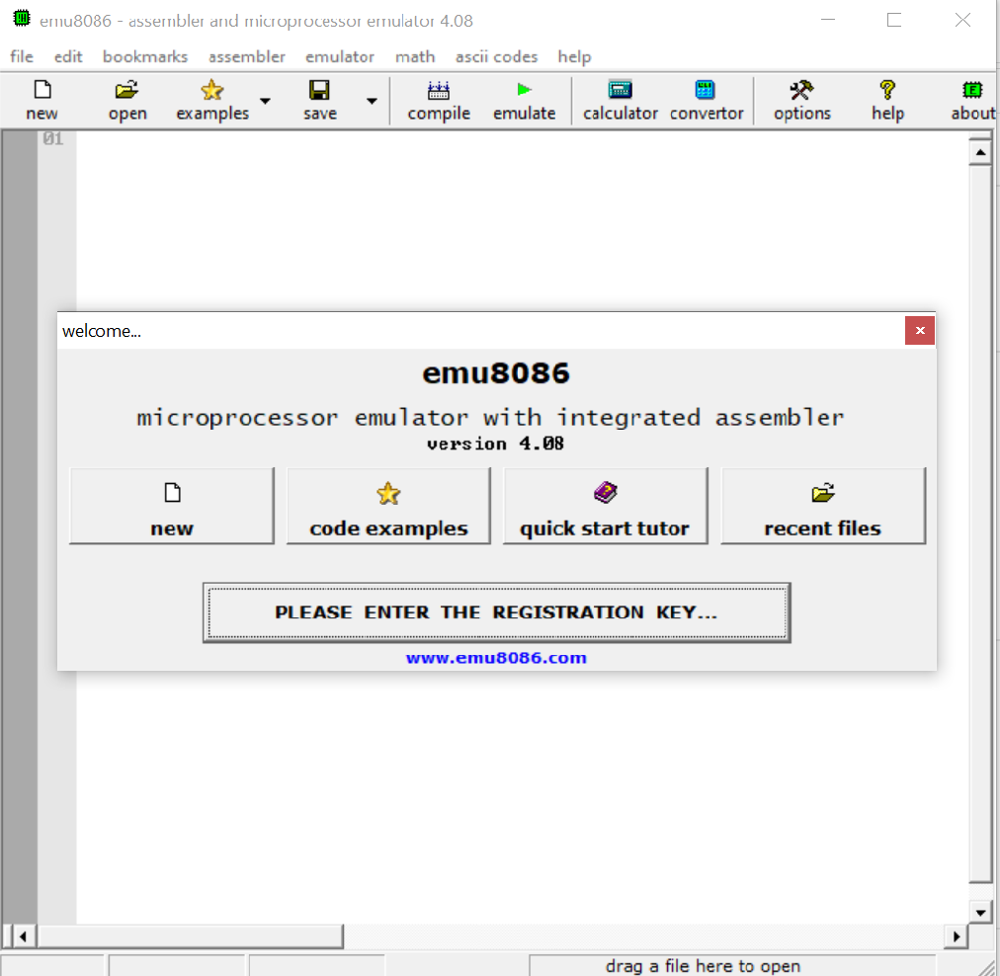 emu8086 - assembler and microprocessor emulator 4.08
file edit bookmarks assembler emulator math ascii codes help
new open examples save compile emulate calculator convertor options help about
01
welcome...
emu8086
microprocessor emulator with integrated assembler
version 4.08
new code examples quick start tutor recent files
PLEASE ENTER THE REGISTRATION KEY...
www.emu8086.com
drag a file here to open